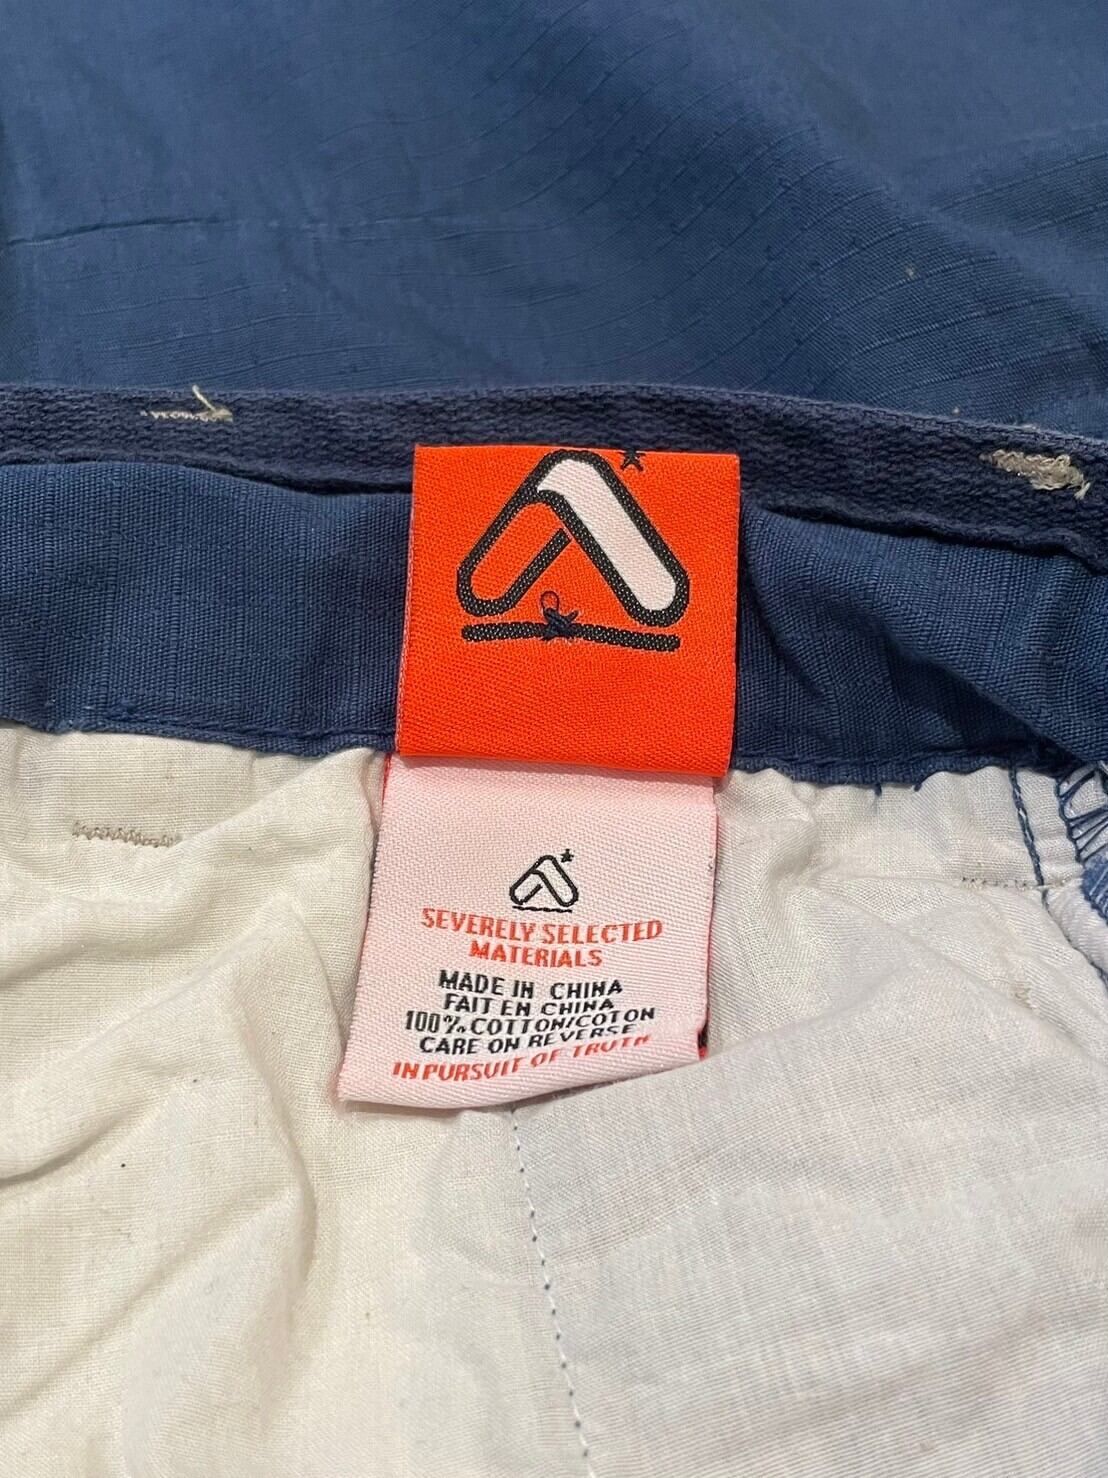 SEVERELY SELECTED
MATERIALS
MADE IN CHINA
FAIT EN CHINA
100% COTTON/COTON
CARE ON REVERSE
IN PURSUIT OF TRUTH